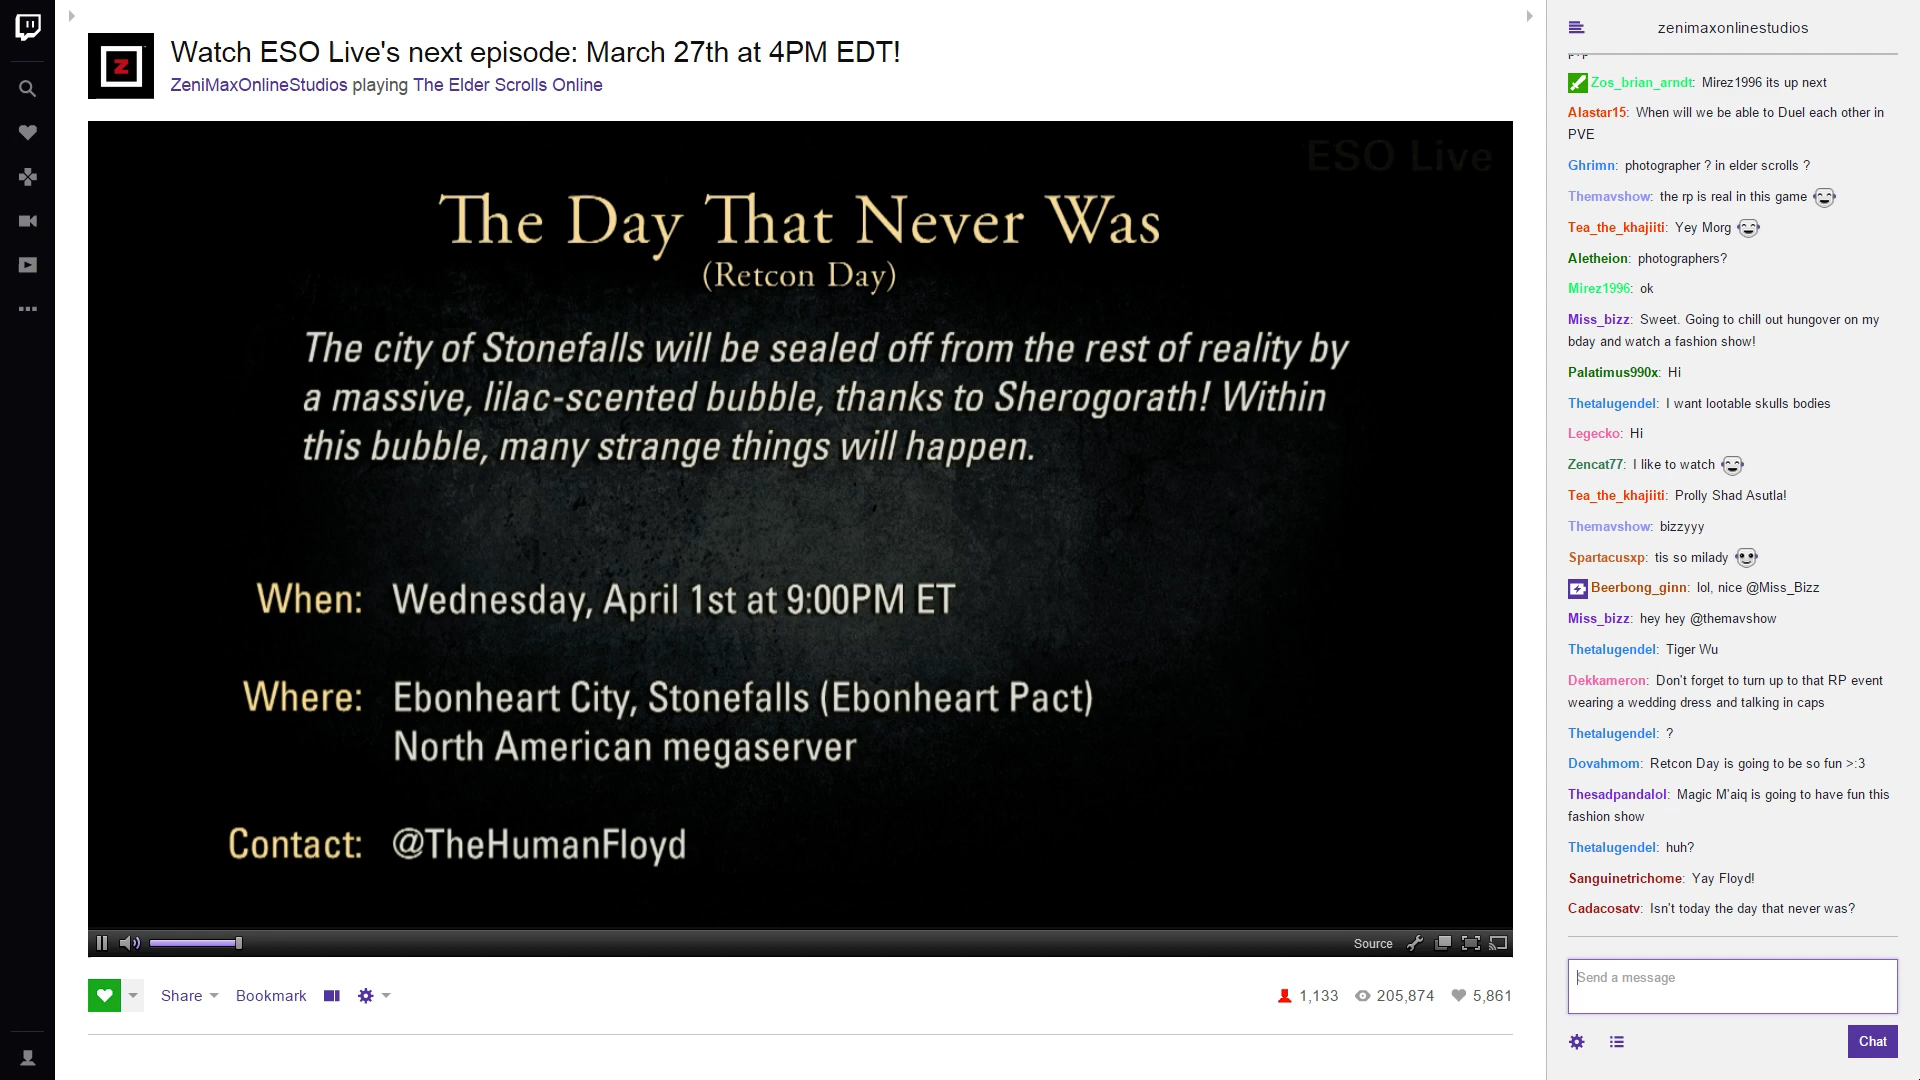 Watch ESO Live's next episode: March 27th at 4PM EDT!
ZeniMaxOnlineStudios playing The Elder Scrolls Online
ESO Live
The Day That Never Was
(Retcon Day)
The city of Stonefalls will be sealed off from the rest of reality by
a massive, lilac-scented bubble, thanks to Sherogorath! Within
this bubble, many strange things will happen.
When: Wednesday, April 1st at 9:00PM ET
Where: Ebonheart City, Stonefalls (Ebonheart Pact)
North American megaserver
Contact: @TheHumanFloyd
Source
Share
Bookmark
1,133
205,874
5,861
zenimaxonlinestudios
Zos_brian_arndt: Mirez1996 its up next
Alastar15: When will we be able to Duel each other in
PVE
Ghrimn: photographer ? in elder scrolls ?
Themavshow: the rp is real in this game
Tea_the_khajiiti: Yey Morg
Aletheion: photographers?
Mirez1996: ok
Miss_bizz: Sweet. Going to chill out hungover on my
bday and watch a fashion show!
Palatimus990x: Hi
Thetalugendel: I want lootable skulls bodies
Legecko: Hi
Zencat77: I like to watch
Tea_the_khajiiti: Prolly Shad Asutla!
Themavshow: bizzyyy
Spartacusxp: tis so milady
Beerbong_ginn: lol, nice @Miss_Bizz
Miss_bizz: hey hey @themavshow
Thetalugendel: Tiger Wu
Dekkameron: Don't forget to turn up to that RP event
wearing a wedding dress and talking in caps
Thetalugendel: ?
Dovahmom: Retcon Day is going to be so fun >:3
Thesadpandalol: Magic M'aiq is going to have fun this
fashion show
Thetalugendel: huh?
Sanguinetrichome: Yay Floyd!
Cadacosatv: Isn't today the day that never was?
Send a message
Chat